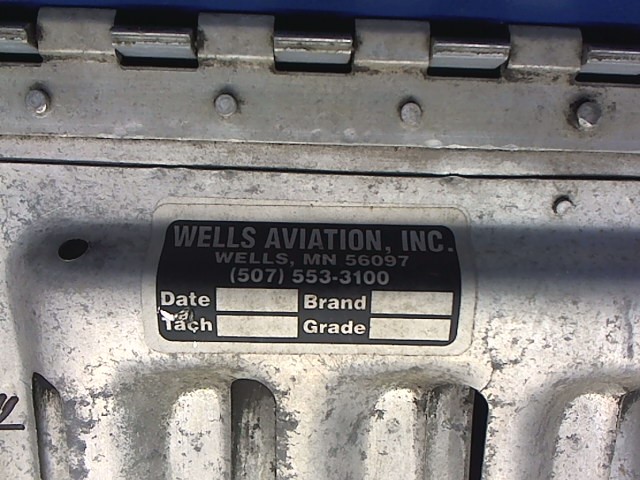 WELLS AVIATION, INC.
WELLS, MN 56097
(507) 553-3100
Date Brand
Tach Grade